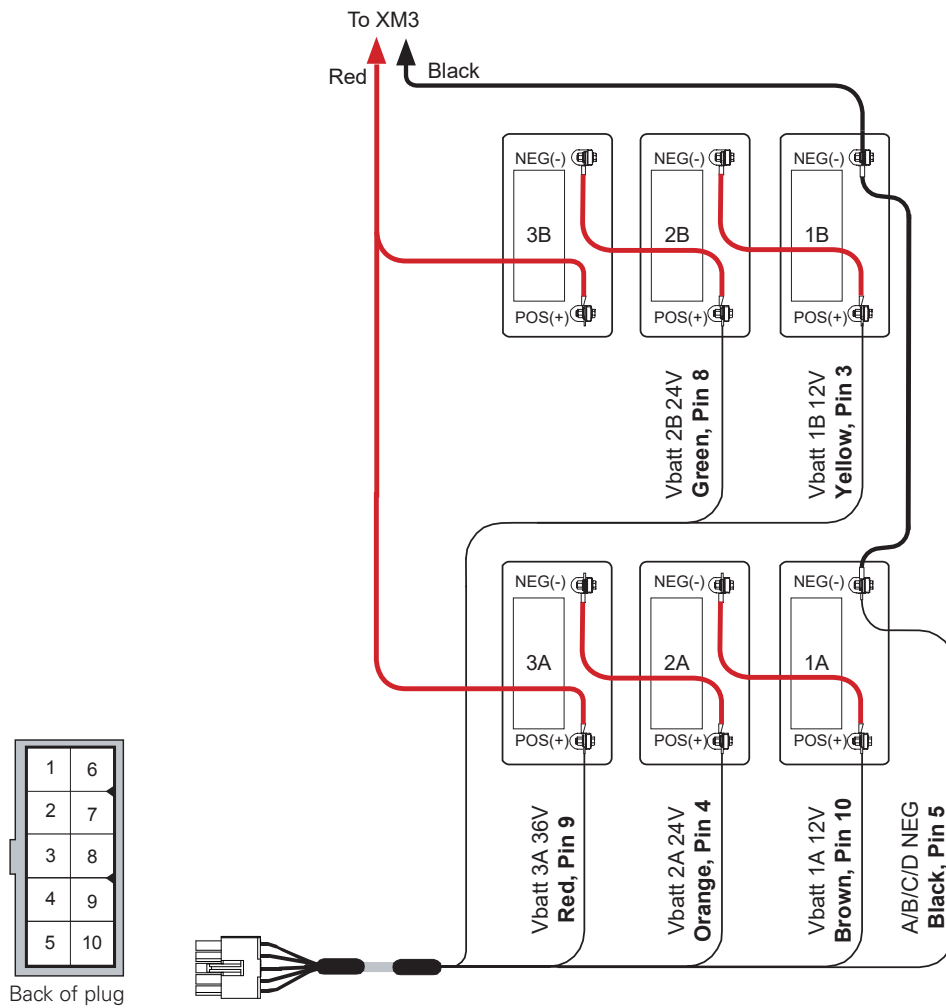 To XM3
Red
Black
NEG(-)
NEG(-)
NEG(-)
3B
2B
1B
POS(+)
POS(+)
POS(+)
Vbatt 2B 24V
Green, Pin 8
Vbatt 1B 12V
Yellow, Pin 3
NEG(-)
NEG(-)
NEG(-)
3A
2A
1A
POS(+)
POS(+)
POS(+)
Vbatt 3A 36V
Red, Pin 9
Vbatt 2A 24V
Orange, Pin 4
Vbatt 1A 12V
Brown, Pin 10
A/B/C/D NEG
Black, Pin 5
1 6
2 7
3 8
4 9
5 10
Back of plug